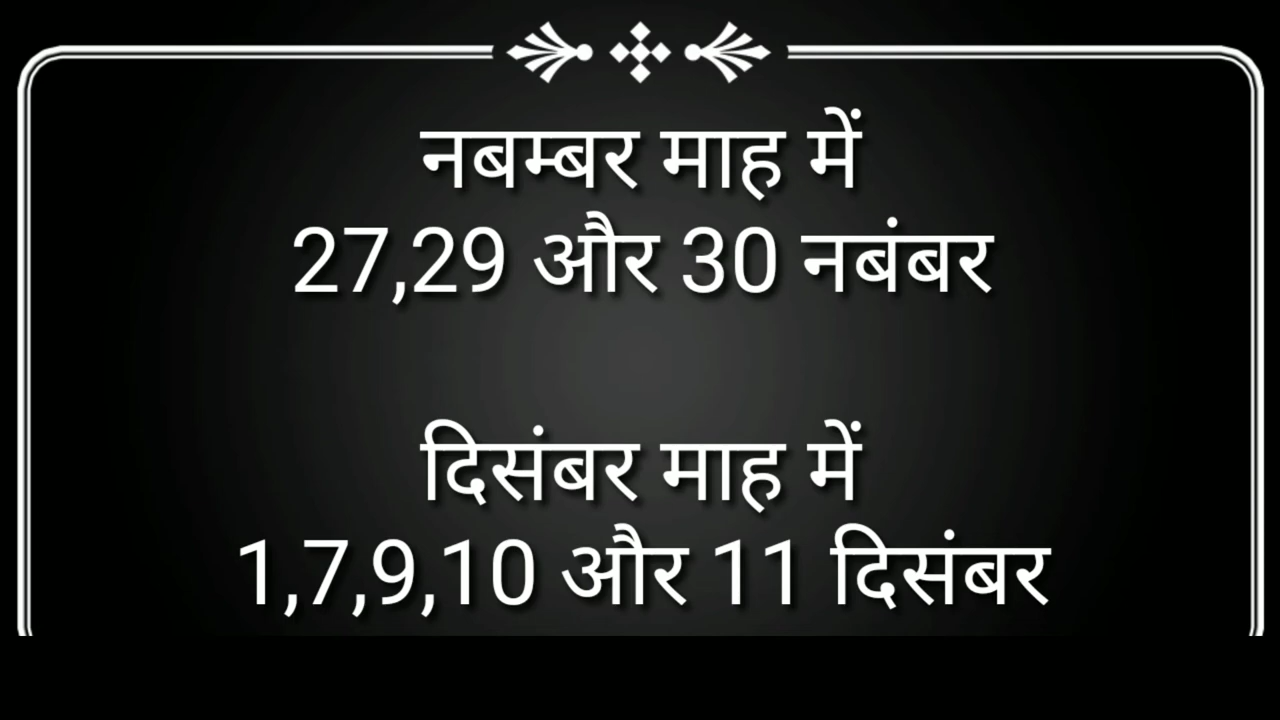 नबम्बर माह में
27,29 और 30 नबंबर
दिसंबर माह में
1,7,9,10 और 11 दिसंबर